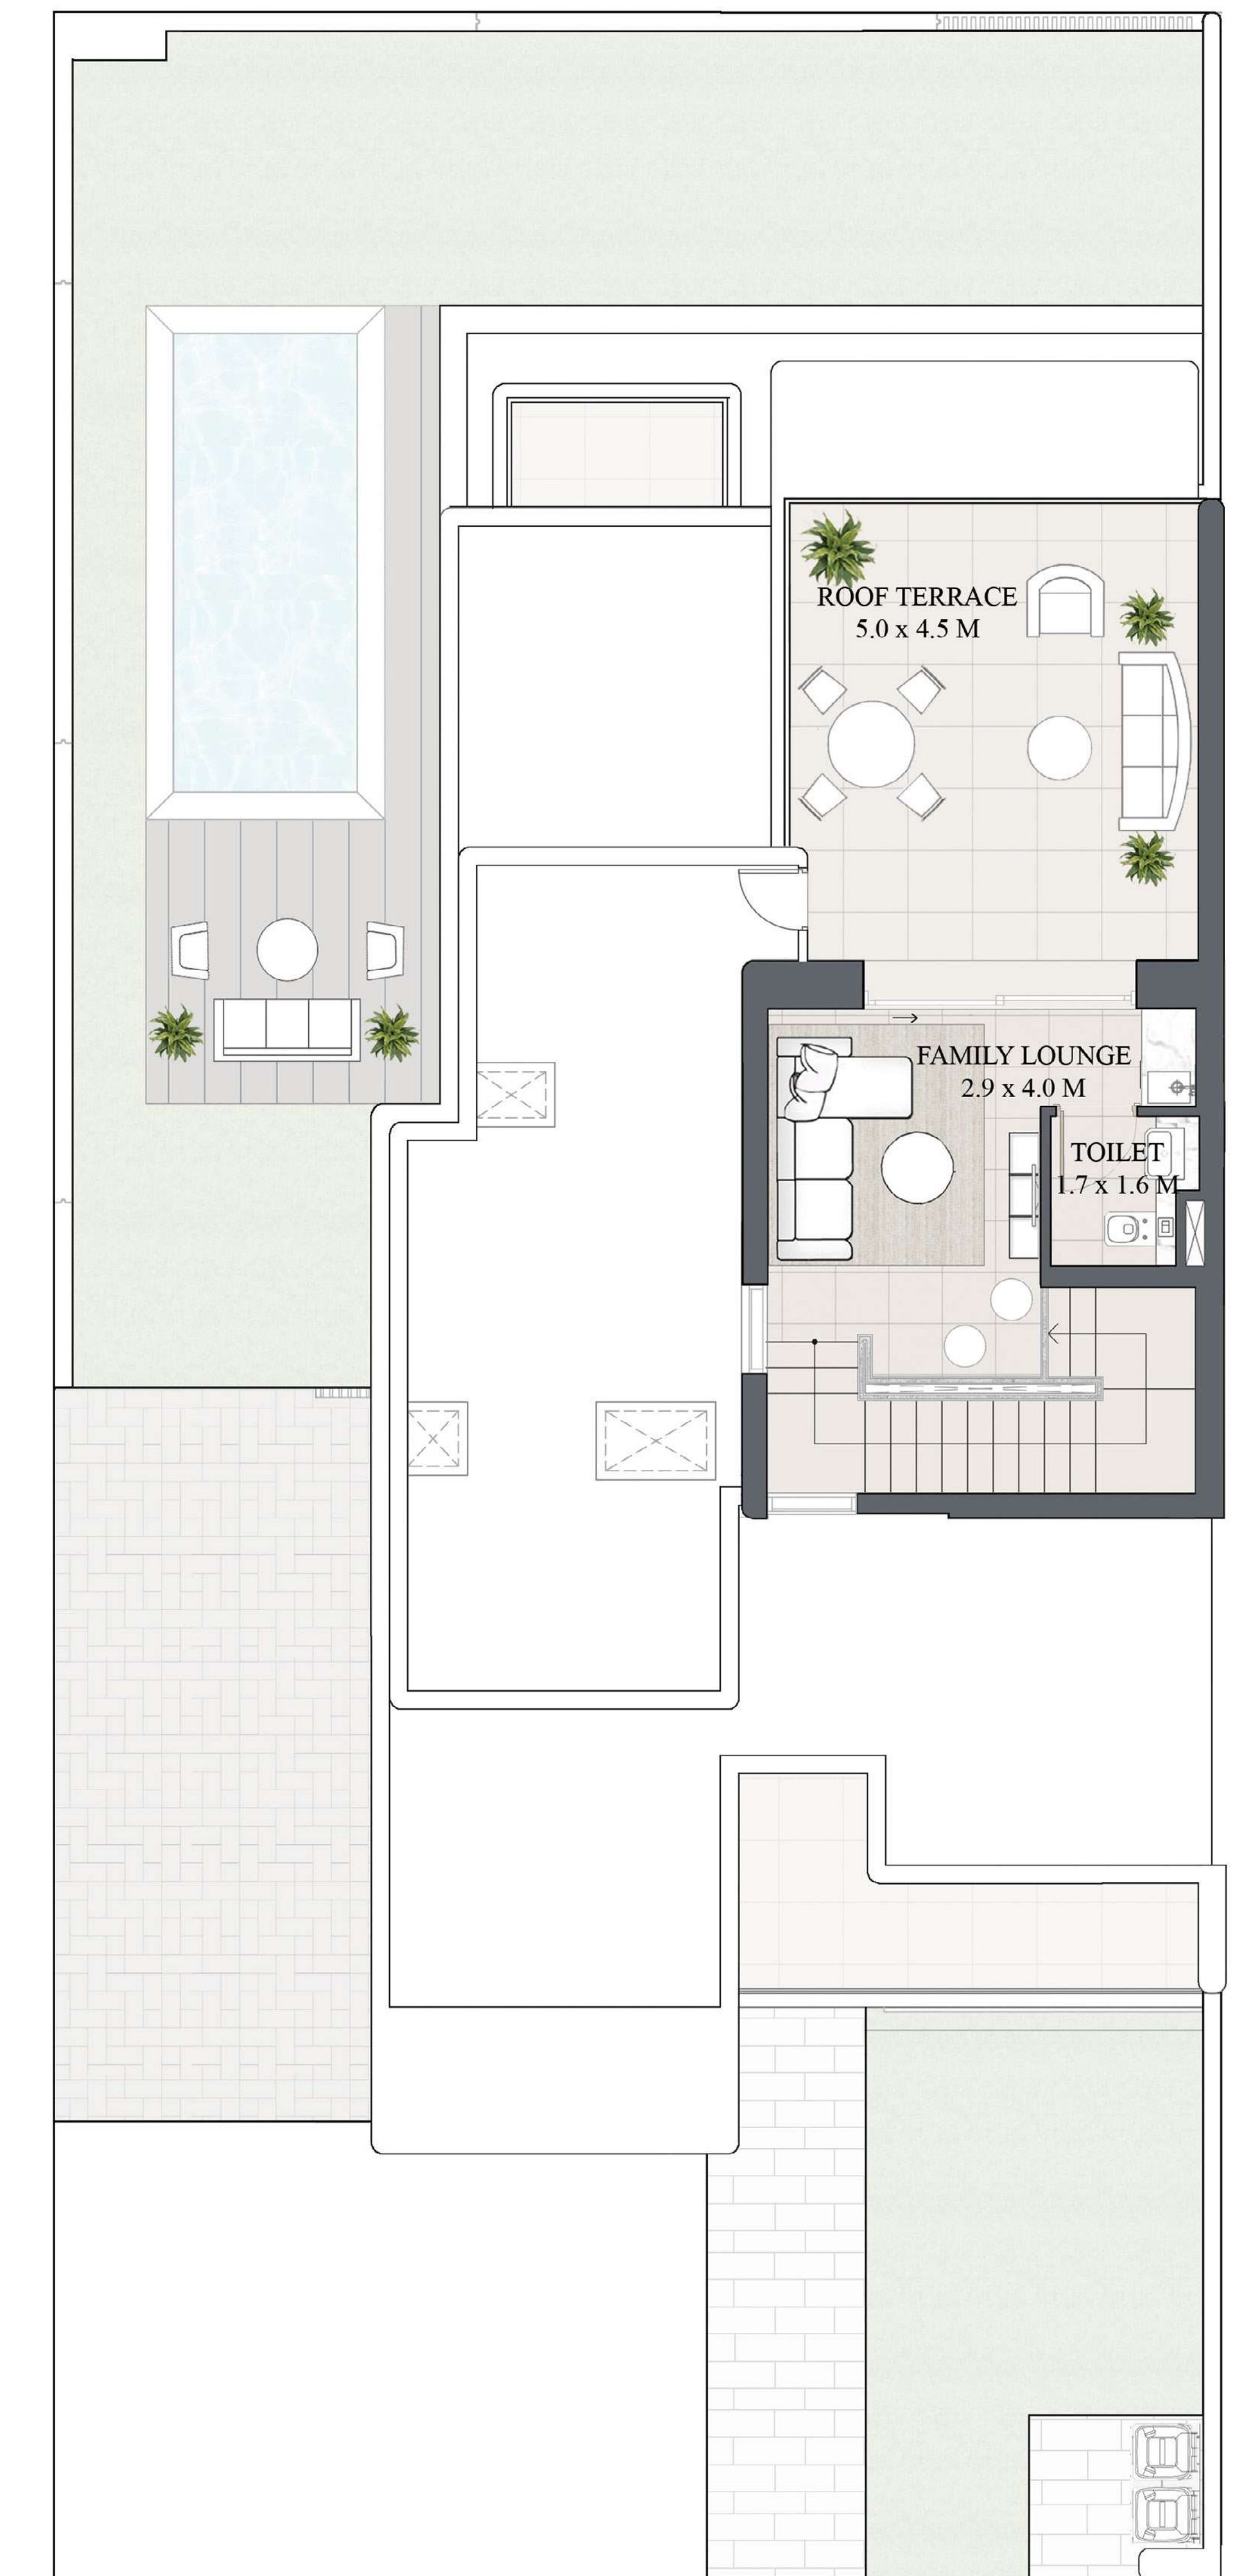 ROOF TERRACE
5.0 x 4.5 M
FAMILY LOUNGE
2.9 x 4.0 M
TOILET
1.7 x 1.6 M